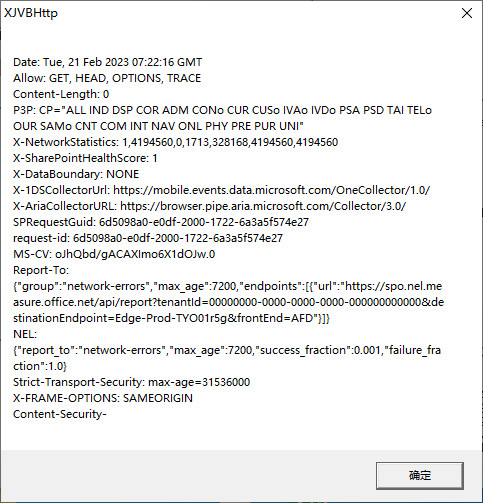 XJVBHttp
Date: Tue, 21 Feb 2023 07:22:16 GMT
Allow: GET, HEAD, OPTIONS, TRACE
Content-Length: 0
P3P: CP="ALL IND DSP COR ADM CONo CUR CUSo IVAo IVDo PSA PSD TAI TELo
OUR SAMo CNT COM INT NAV ONL PHY PRE PUR UNI"
X-NetworkStatistics: 1,4194560,0,1713,328168,4194560,4194560
X-SharePointHealthScore: 1
X-DataBoundary: NONE
X-1DSCollectorUrl: https://mobile.events.data.microsoft.com/OneCollector/1.0/
X-AriaCollectorURL: https://browser.pipe.aria.microsoft.com/Collector/3.0/
SPRequestGuid: 6d5098a0-e0df-2000-1722-6a3a5f574e27
request-id: 6d5098a0-e0df-2000-1722-6a3a5f574e27
MS-CV: oJhQbd/gACAXImo6X1dOJw.0
Report-To:
{"group":"network-errors","max_age":7200,"endpoints":[{"url":"https://spo.nel.me
asure.office.net/api/report?tenantId=00000000-0000-0000-0000-000000000000&de
stinationEndpoint=Edge-Prod-TYO01r5g&frontEnd=AFD"}]}
NEL:
{"report_to":"network-errors","max_age":7200,"success_fraction":0.001,"failure_fra
ction":1.0}
Strict-Transport-Security: max-age=31536000
X-FRAME-OPTIONS: SAMEORIGIN
Content-Security-
确定